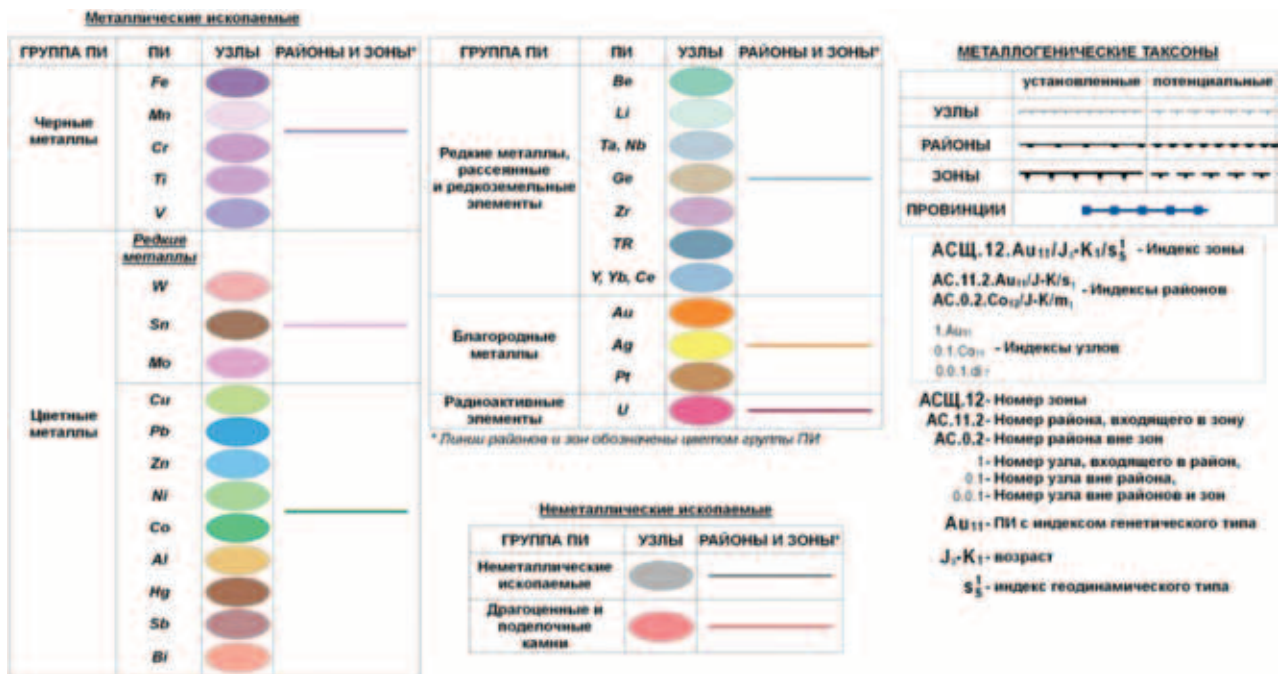 Металлические ископаемые
ГРУППА ПИ ПИ УЗЛЫ РАЙОНЫ И ЗОНЫ*
Черные
металлы
Fe
Mn
Cr
Ti
V
Цветные
металлы
Редкие
металлы
W
Sn
Mo
Cu
Pb
Zn
Ni
Co
Al
Hg
Sb
Bi
ГРУППА ПИ ПИ УЗЛЫ РАЙОНЫ И ЗОНЫ*
Редкие металлы,
рассеянные
и редкоземельные
элементы
Be
Li
Ta, Nb
Ge
Zr
TR
Y, Yb, Ce
Благородные
металлы
Au
Ag
Pt
Радиоактивные
элементы
U
* Линии районов и зон обозначены цветом группы ПИ
Неметаллические ископаемые
ГРУППА ПИ УЗЛЫ РАЙОНЫ И ЗОНЫ*
Неметаллические
ископаемые
Драгоценные и
поделочные
камни
МЕТАЛЛОГЕНИЧЕСКИЕ ТАКСОНЫ
установленные потенциальные
УЗЛЫ
РАЙОНЫ
ЗОНЫ
ПРОВИНЦИИ
- Индекс зоны
- Индексы районов
1.Au₁₁
- Индексы узлов
АСЩ.12- Номер зоны
АС.11.2- Номер района, входящего в зону
АС.0.2- Номер района вне зон
1- Номер узла, входящего в район,
0.1- Номер узла вне района,
0.0.1- Номер узла вне районов и зон
Au₁₁- ПИ с индексом генетического типа
- возраст
- индекс геодинамического типа